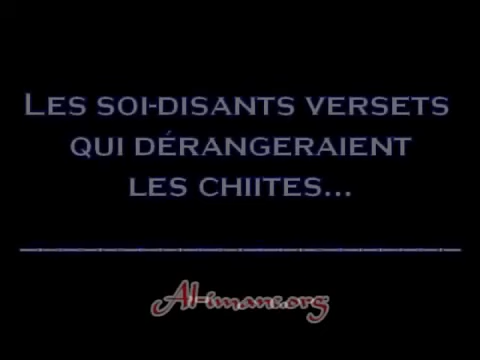 Les soi-disants versets
qui dérangeraient
les chiites...
Al-imane.org